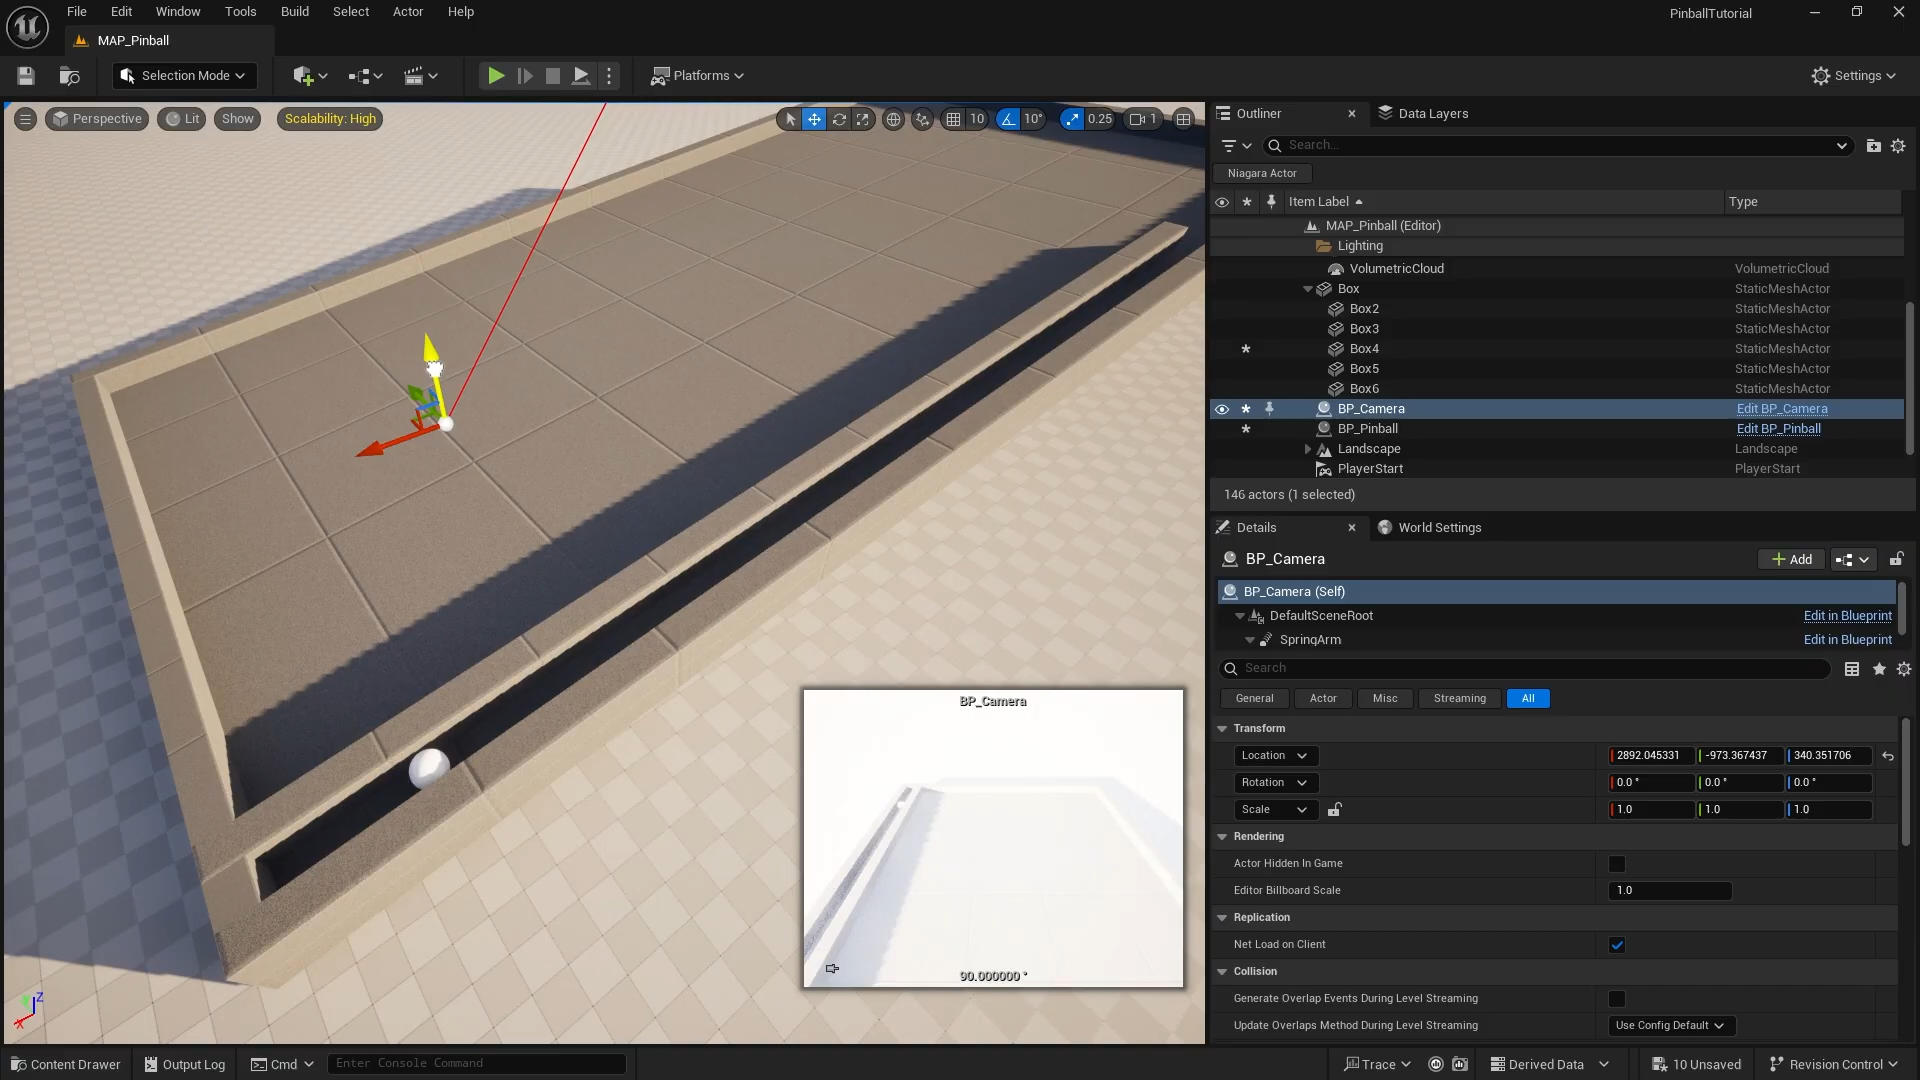 File Edit Window Tools Build Select Actor Help
PinballTutorial
MAP_Pinball
Selection Mode
Platforms
Settings
Perspective Lit Show Scalability: High
10 10° 0.25 1
Outliner Data Layers
Search...
Niagara Actor
Item Label Type
MAP_Pinball (Editor)
Lighting
VolumetricCloud VolumetricCloud
Box StaticMeshActor
Box2 StaticMeshActor
Box3 StaticMeshActor
* Box4 StaticMeshActor
Box5 StaticMeshActor
Box6 StaticMeshActor
* BP_Camera Edit BP_Camera
* BP_Pinball Edit BP_Pinball
Landscape Landscape
PlayerStart PlayerStart
146 actors (1 selected)
Details World Settings
BP_Camera
Add
BP_Camera (Self)
DefaultSceneRoot Edit in Blueprint
SpringArm Edit in Blueprint
Search
General Actor Misc Streaming All
Transform
Location 2892.045331 -973.367437 340.351706
Rotation 0.0 ° 0.0 ° 0.0 °
Scale 1.0 1.0 1.0
Rendering
Actor Hidden In Game
Editor Billboard Scale 1.0
Replication
Net Load on Client
Collision
Generate Overlap Events During Level Streaming
Update Overlaps Method During Level Streaming Use Config Default
BP_Camera
90.000000 °
Z
X
Content Drawer Output Log Cmd Enter Console Command Trace Derived Data 10 Unsaved Revision Control